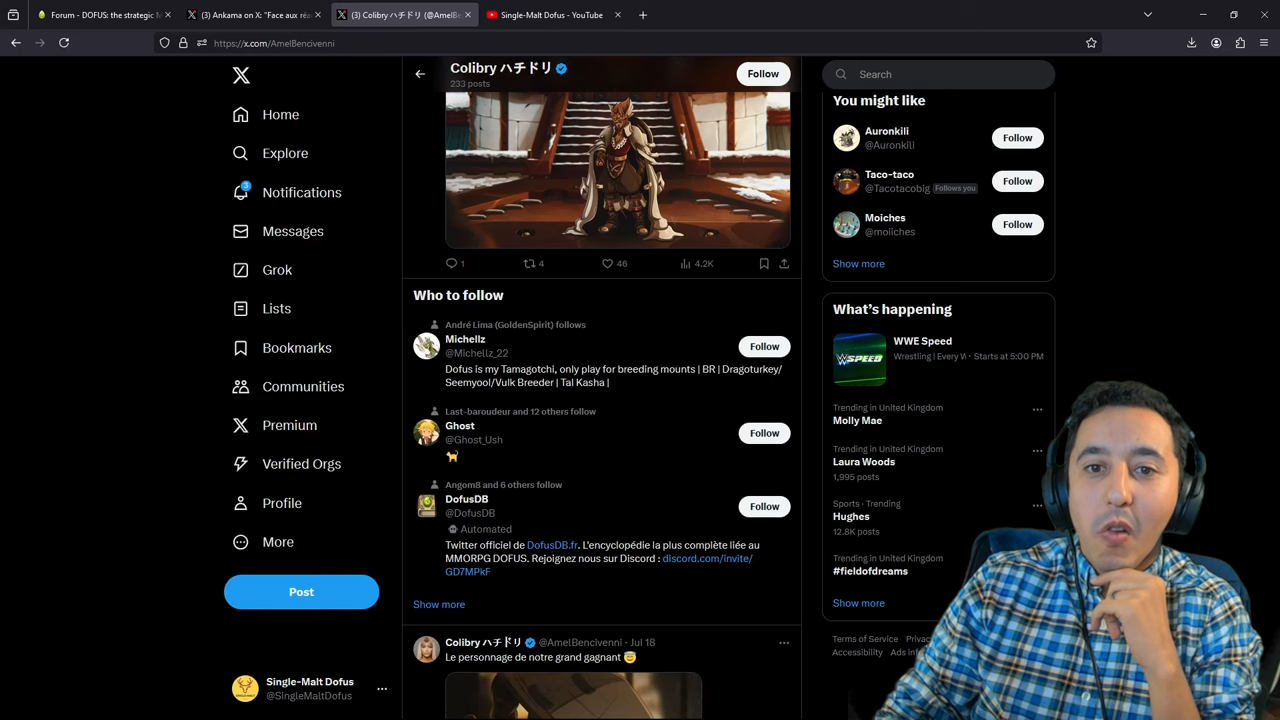 Forum - DOFUS: the strategic M
(3) Ankama on X: "Face aux réa
(3) Colibry ハチドリ (@AmelBe
Single-Malt Dofus - YouTube
https://x.com/AmelBencivenni
Home
Explore
3
Notifications
Messages
Grok
Lists
Bookmarks
Communities
Premium
Verified Orgs
Profile
More
Post
Single-Malt Dofus
@SingleMaltDofus
Colibry ハチドリ
233 posts
Follow
1
4
46
4.2K
Who to follow
André Lima (GoldenSpirit) follows
Michellz
@Michellz_22
Follow
Dofus is my Tamagotchi, only play for breeding mounts | BR | Dragoturkey/
Seemyool/Vulk Breeder | Tal Kasha |
Last-baroudeur and 12 others follow
Ghost
@Ghost_Ush
Follow
Angom8 and 6 others follow
DofusDB
@DofusDB
Follow
Automated
Twitter officiel de DofusDB.fr. L'encyclopédie la plus complète liée au
MMORPG DOFUS. Rejoignez nous sur Discord : discord.com/invite/
GD7MPkF
Show more
Colibry ハチドリ @AmelBencivenni · Jul 18
Le personnage de notre grand gagnant
Search
You might like
Auronkili
@Auronkili
Follow
Taco-taco
@Tacotacobig Follows you
Follow
Moiches
@moiiches
Follow
Show more
What's happening
WWE Speed
Wrestling | Every W · Starts at 5:00 PM
SPEED
Trending in United Kingdom
Molly Mae
Trending in United Kingdom
Laura Woods
1,995 posts
Sports · Trending
Hughes
12.8K posts
Trending in United Kingdom
#fieldofdreams
Show more
Terms of Service
Accessibility